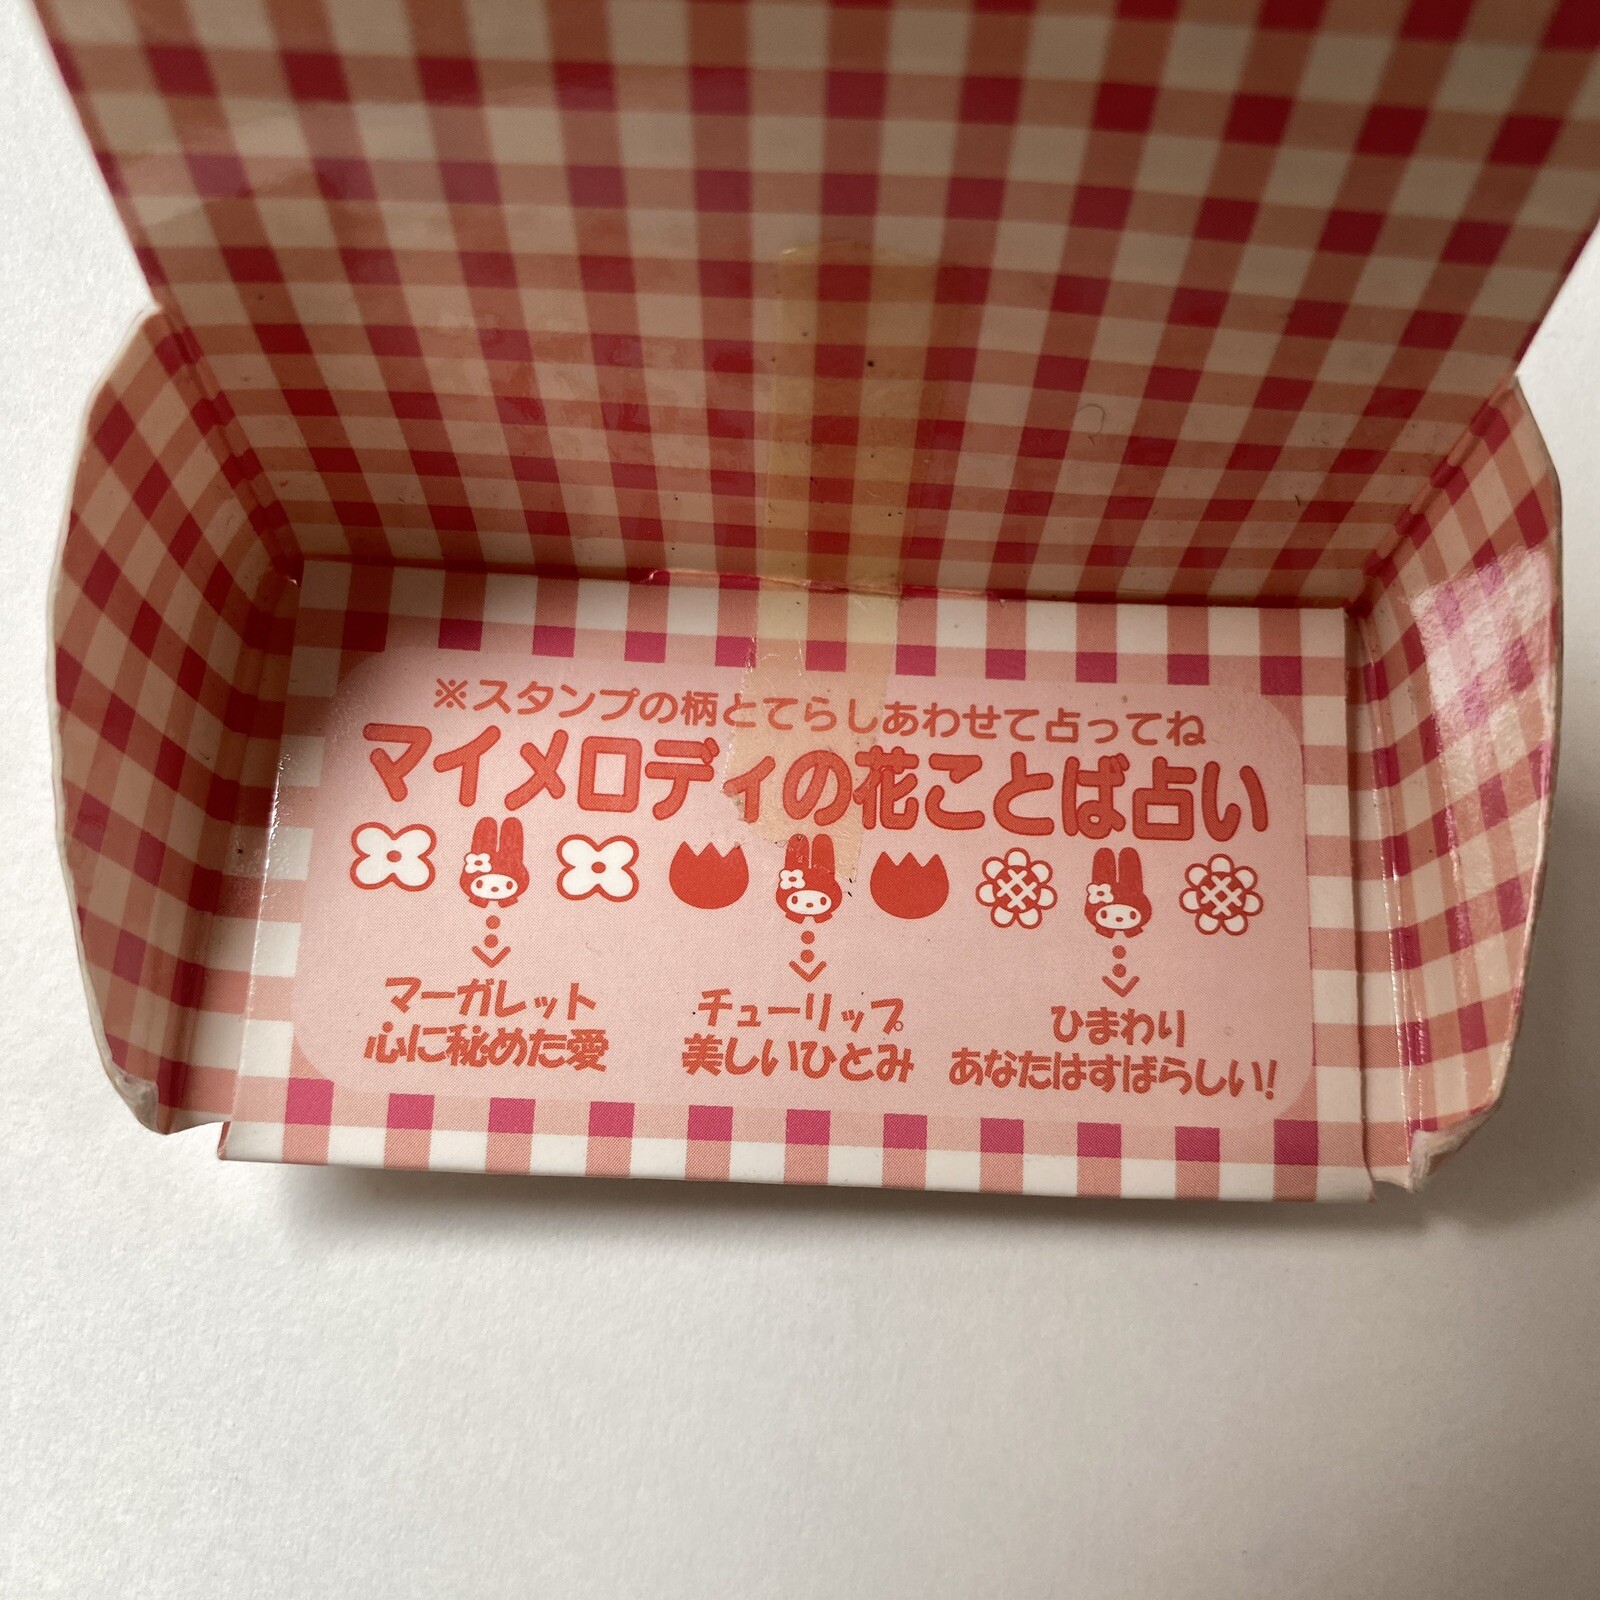 ※スタンプの柄とてらしあわせて占ってね
マイメロディの花ことば占い
マーガレット
心に秘めた愛
チューリップ
美しいひとみ
ひまわり
あなたはすばらしい!